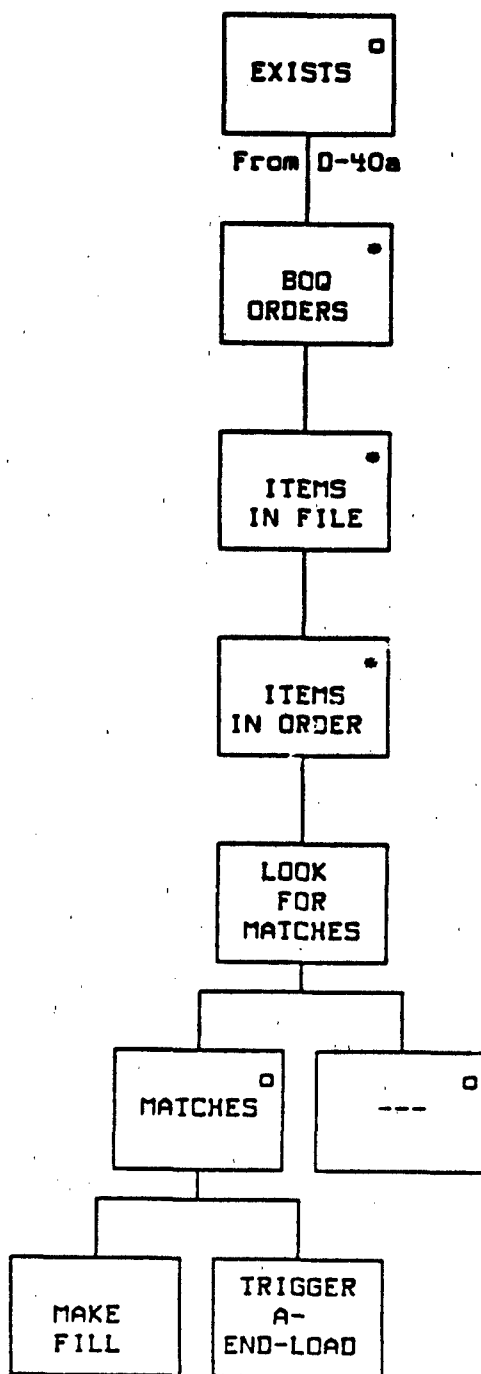 EXISTS
From D-40a
BOQ
ORDERS
*
ITEMS
IN FILE
*
ITEMS
IN ORDER
*
LOOK
FOR
MATCHES
MATCHES
---
MAKE
FILL
TRIGGER
A-
END-LOAD